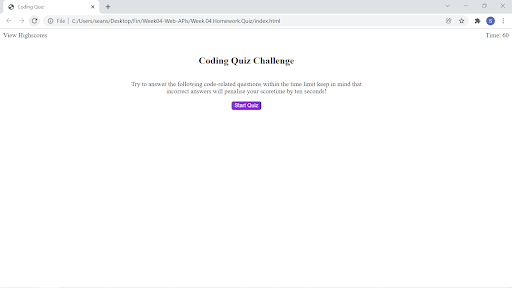 Coding Quiz
File | C:/Users/seans/Desktop/Fin/Week04-Web-APIs/Week.04.Homework.Quiz/index.html
View Highscores
Time: 60
Coding Quiz Challenge
Try to answer the following code-related questions within the time limit keep in mind that
incorrect answers will penalise your scoretime by ten seconds!
Start Quiz